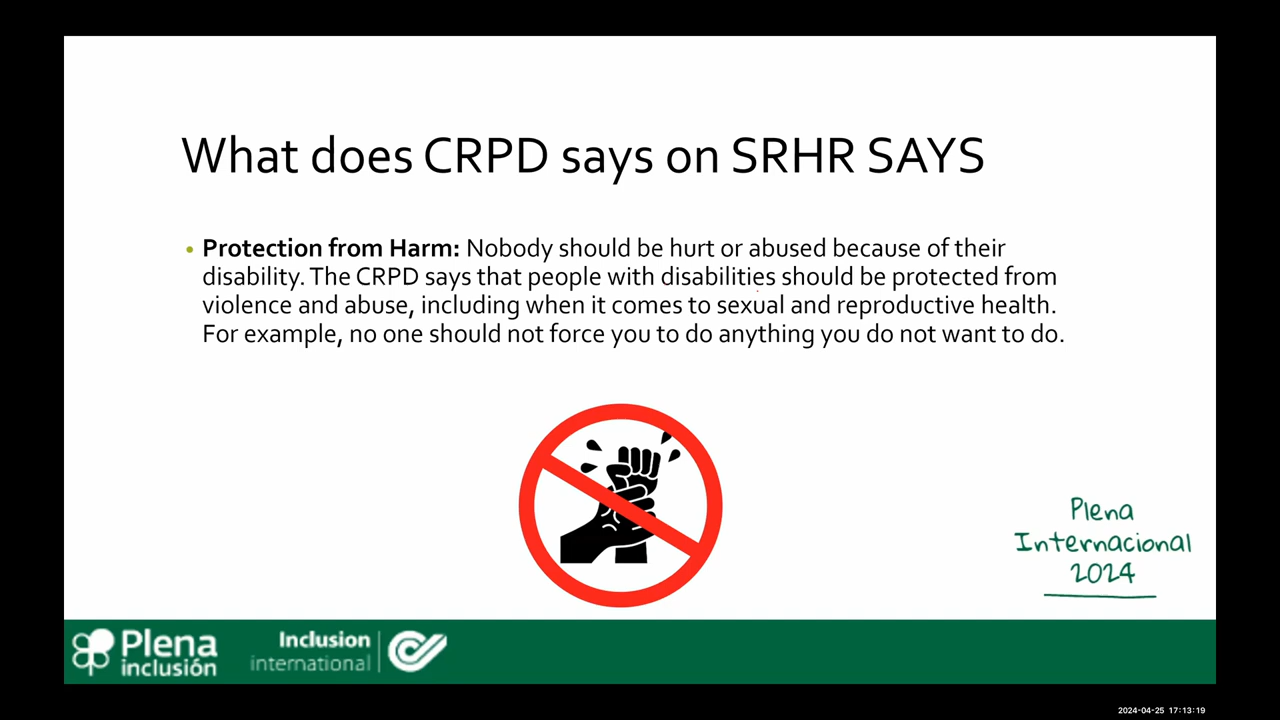 What does CRPD says on SRHR SAYS
• Protection from Harm: Nobody should be hurt or abused because of their
disability. The CRPD says that people with disabilities should be protected from
violence and abuse, including when it comes to sexual and reproductive health.
For example, no one should not force you to do anything you do not want to do.
Plena
Internacional
2024
Plena
inclusión
Inclusion
international
2024-04-25 17:13:19